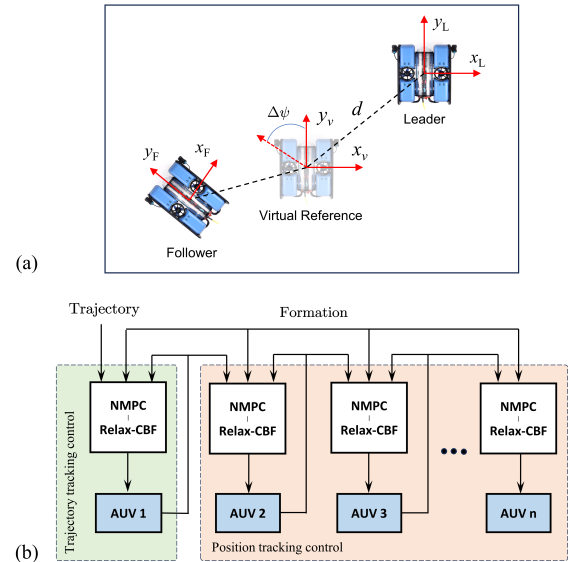 y_L
x_L
Leader
d
Δψ
y_v
x_v
Virtual Reference
y_F
x_F
Follower
(a)
Trajectory
Formation
Trajectory tracking control
NMPC
–
Relax-CBF
NMPC
–
Relax-CBF
NMPC
–
Relax-CBF
NMPC
–
Relax-CBF
•••
AUV 1
AUV 2
AUV 3
AUV n
Position tracking control
(b)